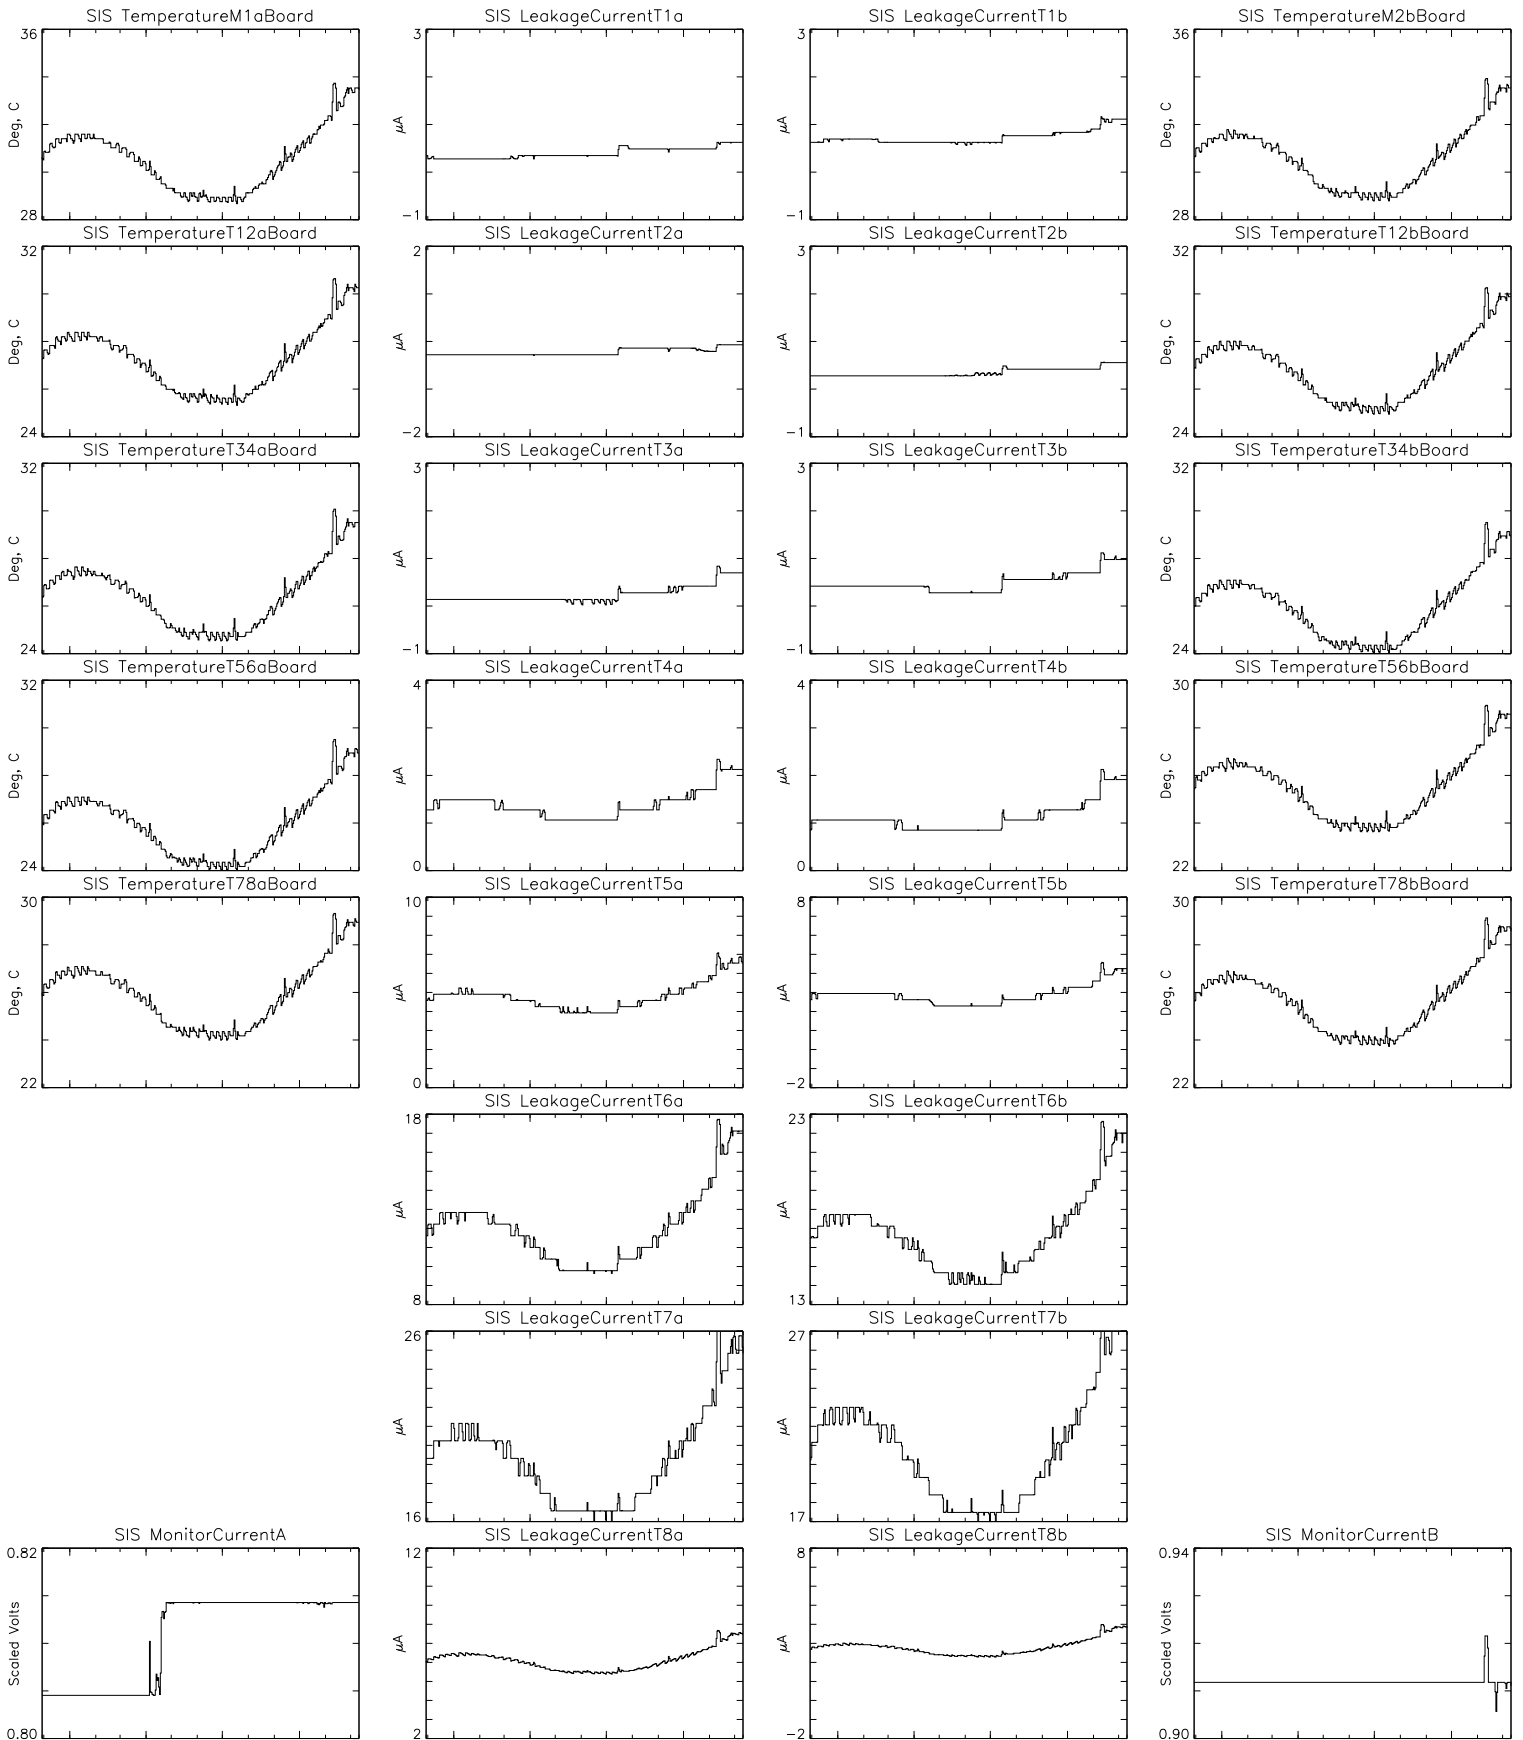 SIS TemperatureM1aBoard
SIS LeakageCurrentT1a
SIS LeakageCurrentT1b
SIS TemperatureM2bBoard
36
28
Deg, C
3
-1
μA
3
-1
μA
36
28
Deg, C
SIS TemperatureT12aBoard
SIS LeakageCurrentT2a
SIS LeakageCurrentT2b
SIS TemperatureT12bBoard
32
24
Deg, C
2
-2
μA
3
-1
μA
32
24
Deg, C
SIS TemperatureT34aBoard
SIS LeakageCurrentT3a
SIS LeakageCurrentT3b
SIS TemperatureT34bBoard
32
24
Deg, C
3
-1
μA
3
-1
μA
32
24
Deg, C
SIS TemperatureT56aBoard
SIS LeakageCurrentT4a
SIS LeakageCurrentT4b
SIS TemperatureT56bBoard
32
24
Deg, C
4
0
μA
4
0
μA
30
22
Deg, C
SIS TemperatureT78aBoard
SIS LeakageCurrentT5a
SIS LeakageCurrentT5b
SIS TemperatureT78bBoard
30
22
Deg, C
10
0
μA
8
-2
μA
30
22
Deg, C
SIS LeakageCurrentT6a
SIS LeakageCurrentT6b
18
8
μA
23
13
μA
SIS LeakageCurrentT7a
SIS LeakageCurrentT7b
26
16
μA
27
17
μA
SIS MonitorCurrentA
SIS LeakageCurrentT8a
SIS LeakageCurrentT8b
SIS MonitorCurrentB
0.82
0.80
Scaled Volts
12
2
μA
8
-2
μA
0.94
0.90
Scaled Volts